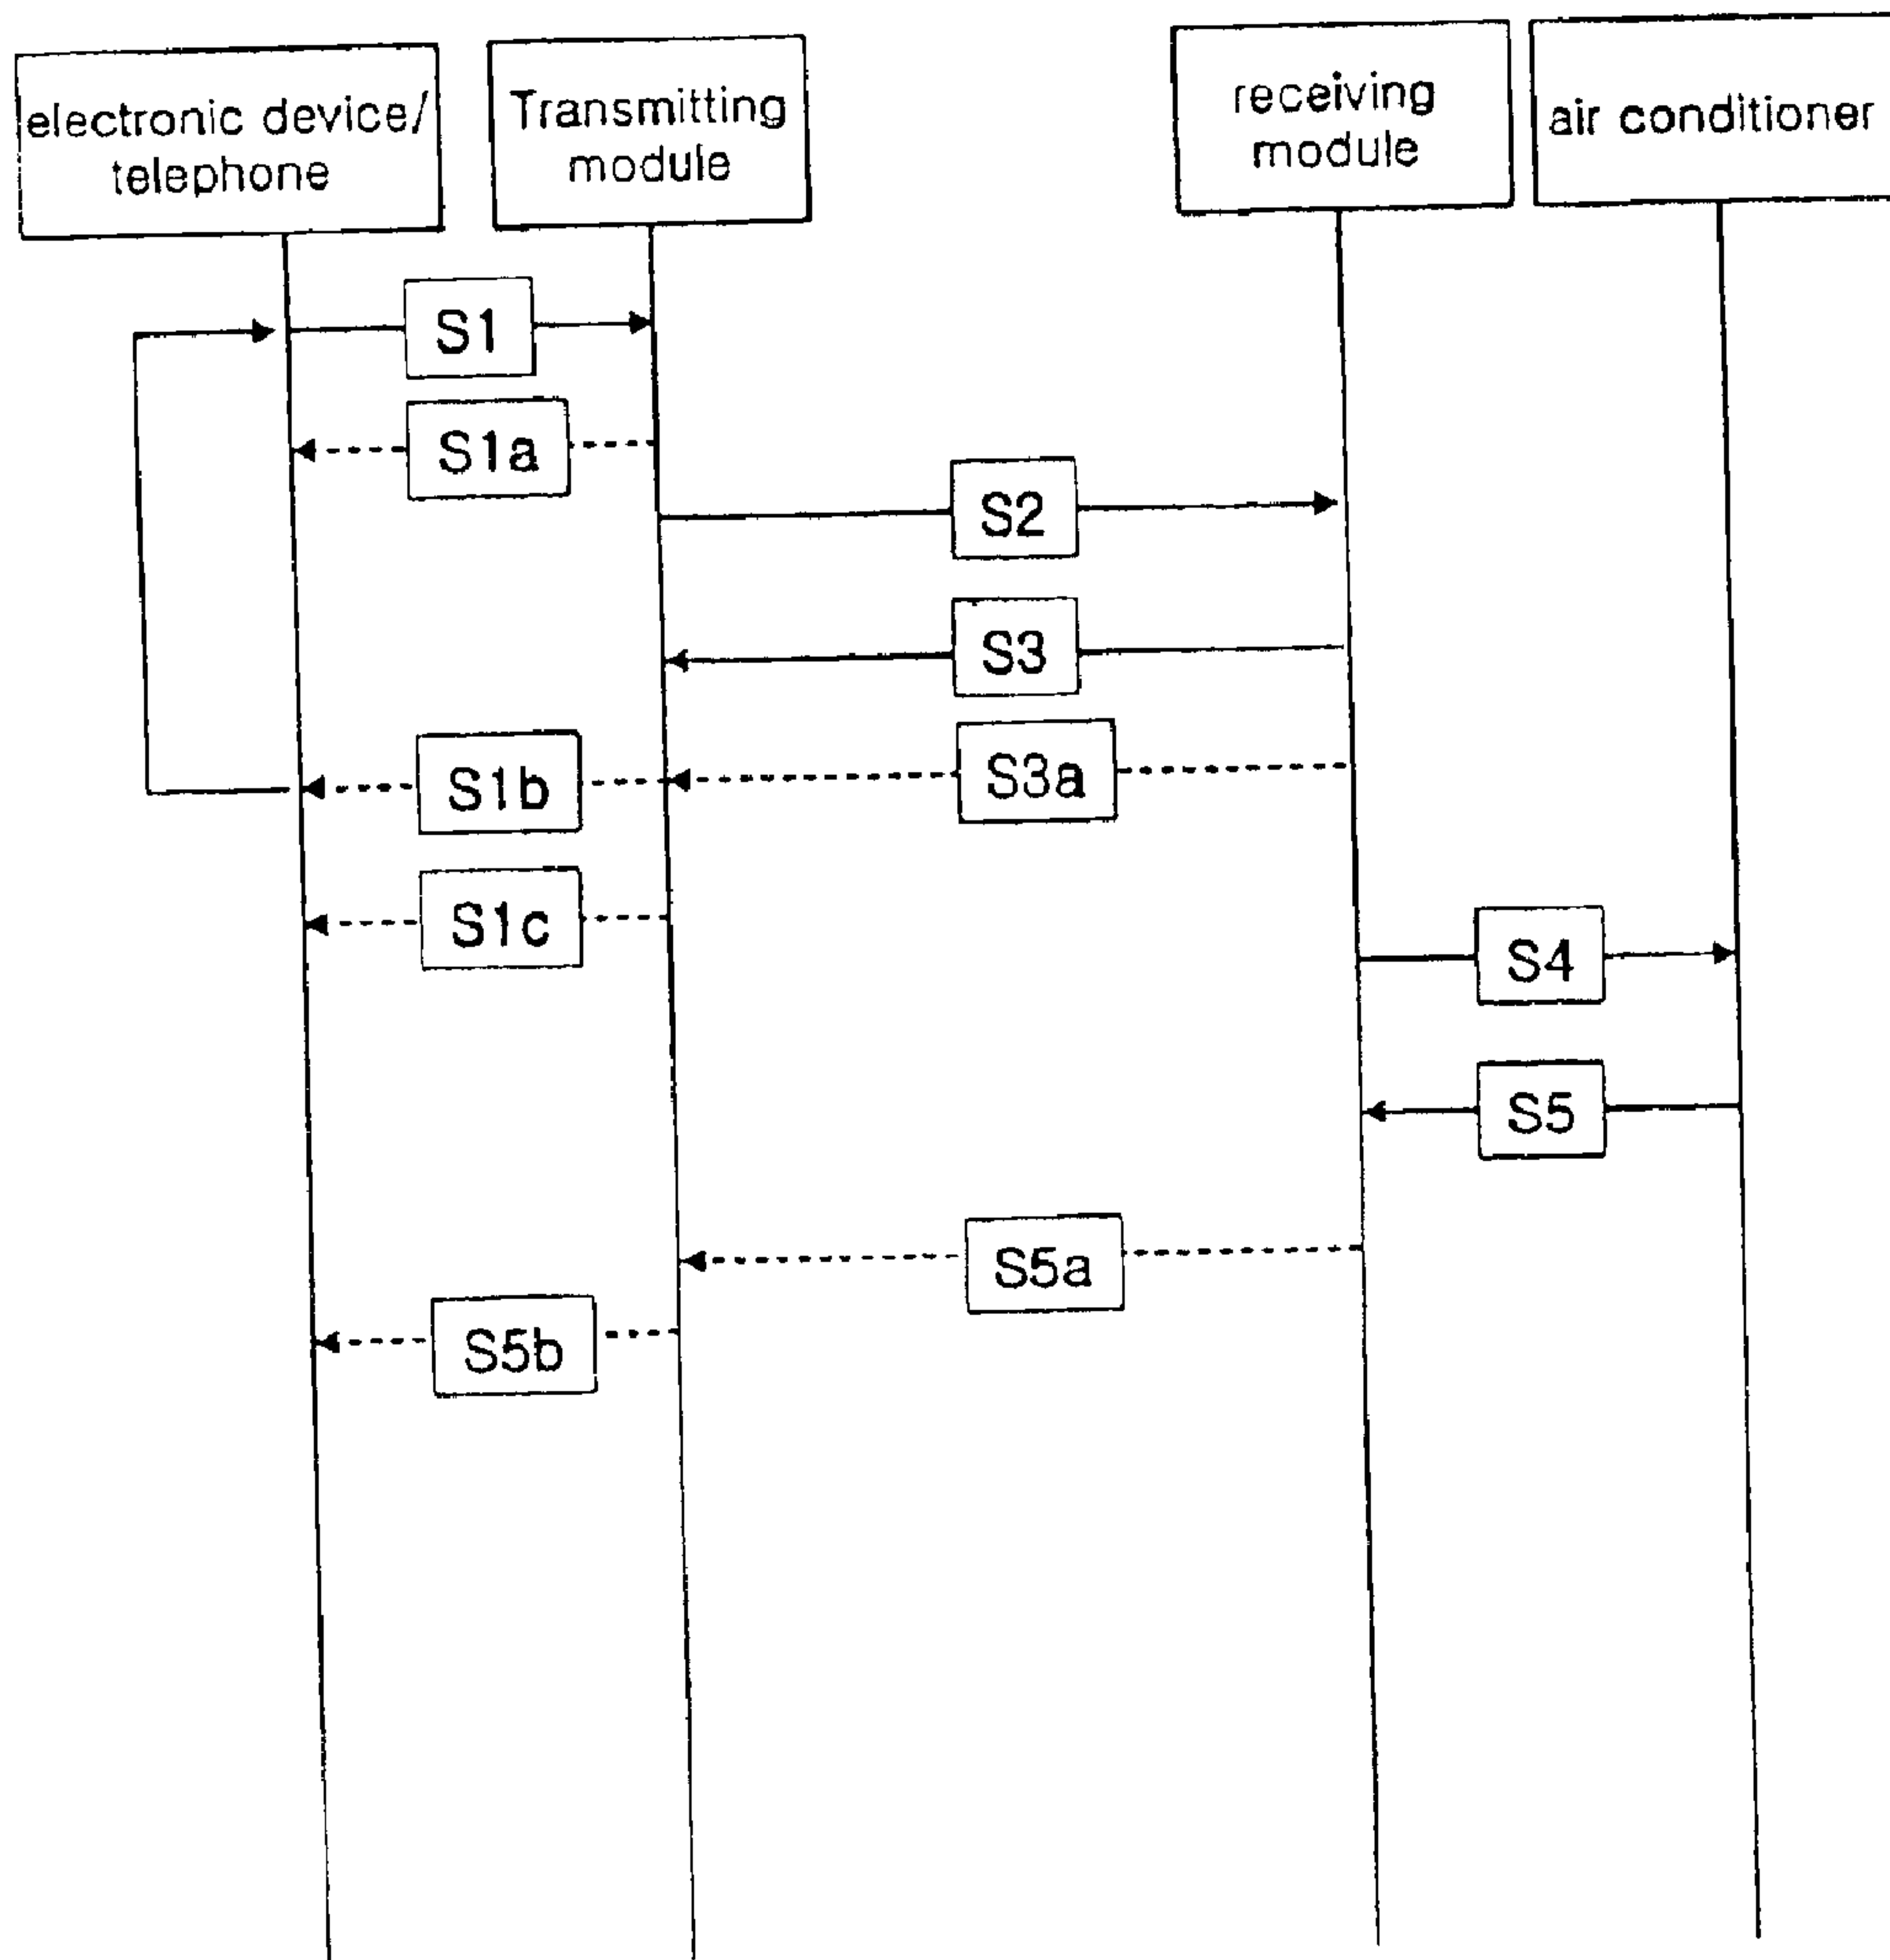 electronic device/
telephone
Transmitting
module
receiving
module
air conditioner
S1
S1a
S2
S3
S1b
S3a
S1c
S4
S5
S5a
S5b